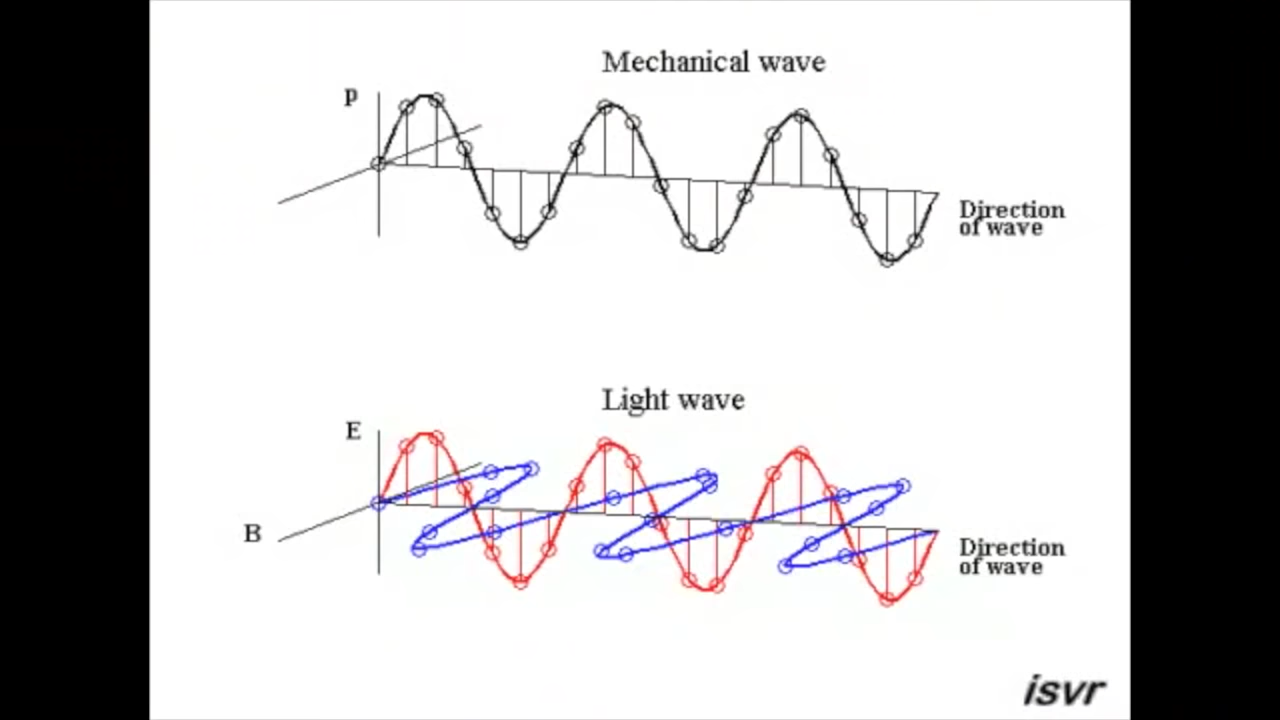 Mechanical wave
p
Direction
of wave
Light wave
E
B
Direction
of wave
isvr